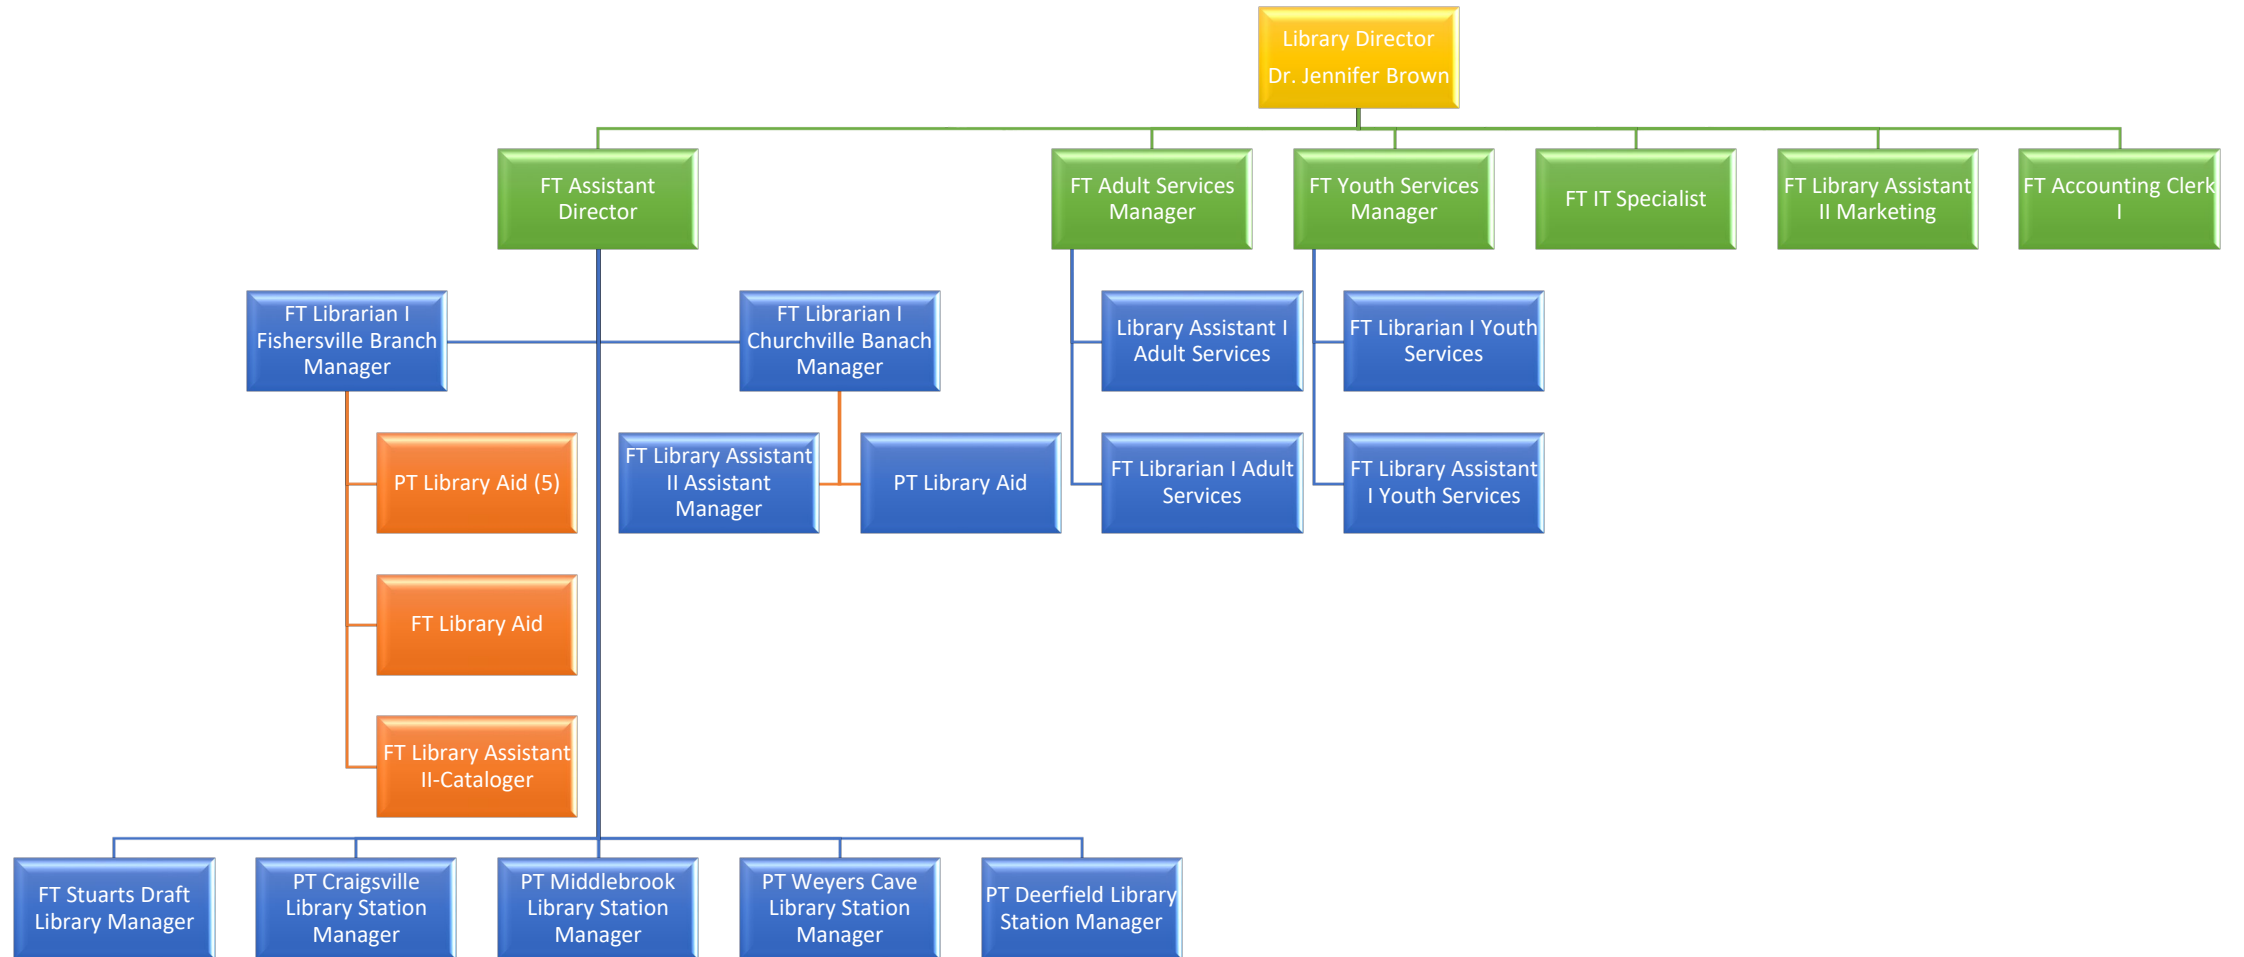 Library Director
Dr. Jennifer Brown
FT Assistant
Director
FT Adult Services
Manager
FT Youth Services
Manager
FT IT Specialist
FT Library Assistant
II Marketing
FT Accounting Clerk
I
FT Librarian I
Fishersville Branch
Manager
FT Librarian I
Churchville Banach
Manager
Library Assistant I
Adult Services
FT Librarian I Youth
Services
PT Library Aid (5)
FT Library Assistant
II Assistant
Manager
PT Library Aid
FT Librarian I Adult
Services
FT Library Assistant
I Youth Services
FT Library Aid
FT Library Assistant
II-Cataloger
FT Stuarts Draft
Library Manager
PT Craigsville
Library Station
Manager
PT Middlebrook
Library Station
Manager
PT Weyers Cave
Library Station
Manager
PT Deerfield Library
Station Manager